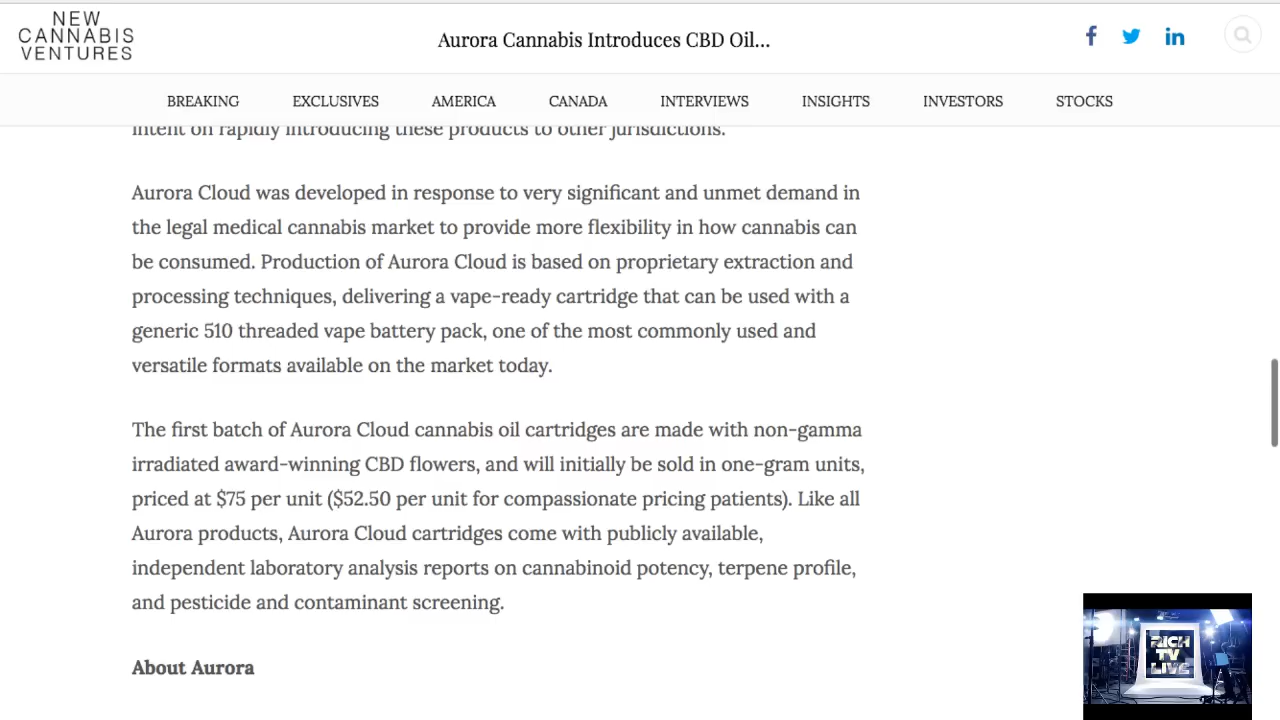 NEW
CANNABIS
VENTURES
Aurora Cannabis Introduces CBD Oil...
BREAKING EXCLUSIVES AMERICA CANADA INTERVIEWS INSIGHTS INVESTORS STOCKS
intent on rapidly introducing these products to other jurisdictions.
Aurora Cloud was developed in response to very significant and unmet demand in
the legal medical cannabis market to provide more flexibility in how cannabis can
be consumed. Production of Aurora Cloud is based on proprietary extraction and
processing techniques, delivering a vape-ready cartridge that can be used with a
generic 510 threaded vape battery pack, one of the most commonly used and
versatile formats available on the market today.
The first batch of Aurora Cloud cannabis oil cartridges are made with non-gamma
irradiated award-winning CBD flowers, and will initially be sold in one-gram units,
priced at $75 per unit ($52.50 per unit for compassionate pricing patients). Like all
Aurora products, Aurora Cloud cartridges come with publicly available,
independent laboratory analysis reports on cannabinoid potency, terpene profile,
and pesticide and contaminant screening.
About Aurora
RICH
TV
LIVE